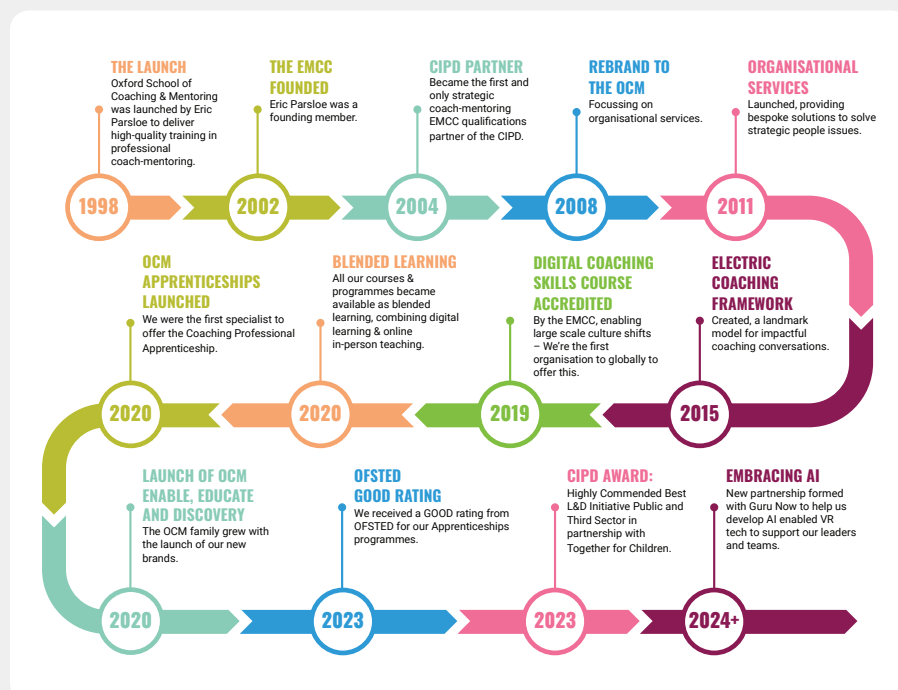 THE LAUNCH
Oxford School of
Coaching & Mentoring
was launched by Eric
Parsloe to deliver
high-quality training in
professional
coach-mentoring.
1998
THE EMCC
FOUNDED
Eric Parsloe was a
founding member.
2002
CIPD PARTNER
Became the first and
only strategic
coach-mentoring
EMCC qualifications
partner of the CIPD.
2004
REBRAND TO
THE OCM
Focussing on
organisational services.
2008
ORGANISATIONAL
SERVICES
Launched, providing
bespoke solutions to solve
strategic people issues.
2011
ELECTRIC
COACHING
FRAMEWORK
Created, a landmark
model for impactful
coaching conversations.
2015
DIGITAL COACHING
SKILLS COURSE
ACCREDITED
By the EMCC, enabling
large scale culture shifts
– We're the first
organisation to globally to
offer this.
2019
BLENDED LEARNING
All our courses &
programmes became
available as blended
learning, combining digital
learning & online
in-person teaching.
2020
OCM
APPRENTICESHIPS
LAUNCHED
We were the first specialist to
offer the Coaching Professional
Apprenticeship.
2020
LAUNCH OF OCM
ENABLE, EDUCATE
AND DISCOVERY
The OCM family grew with
the launch of our new
brands.
2020
OFSTED
GOOD RATING
We received a GOOD rating from
OFSTED for our Apprenticeships
programmes.
2023
CIPD AWARD:
Highly Commended Best
L&D Initiative Public and
Third Sector in
partnership with
Together for Children.
2023
EMBRACING AI
New partnership formed
with Guru Now to help us
develop AI enabled VR
tech to support our leaders
and teams.
2024+